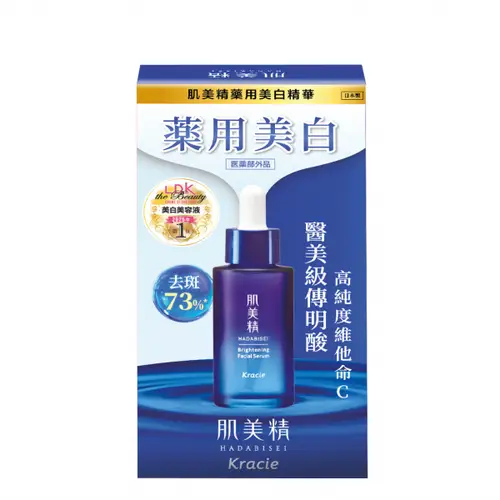 肌美精
肌美精薬用美白精華
日本製
薬用美白
医薬部外品
LDK
the Beauty
美白美容液
1
去斑
73%*
醫美級傳明酸
高純度維他命C
肌美精
HADABISEI
Brightening
Facial Serum
Kracie
肌美精
HADABISEI
Kracie